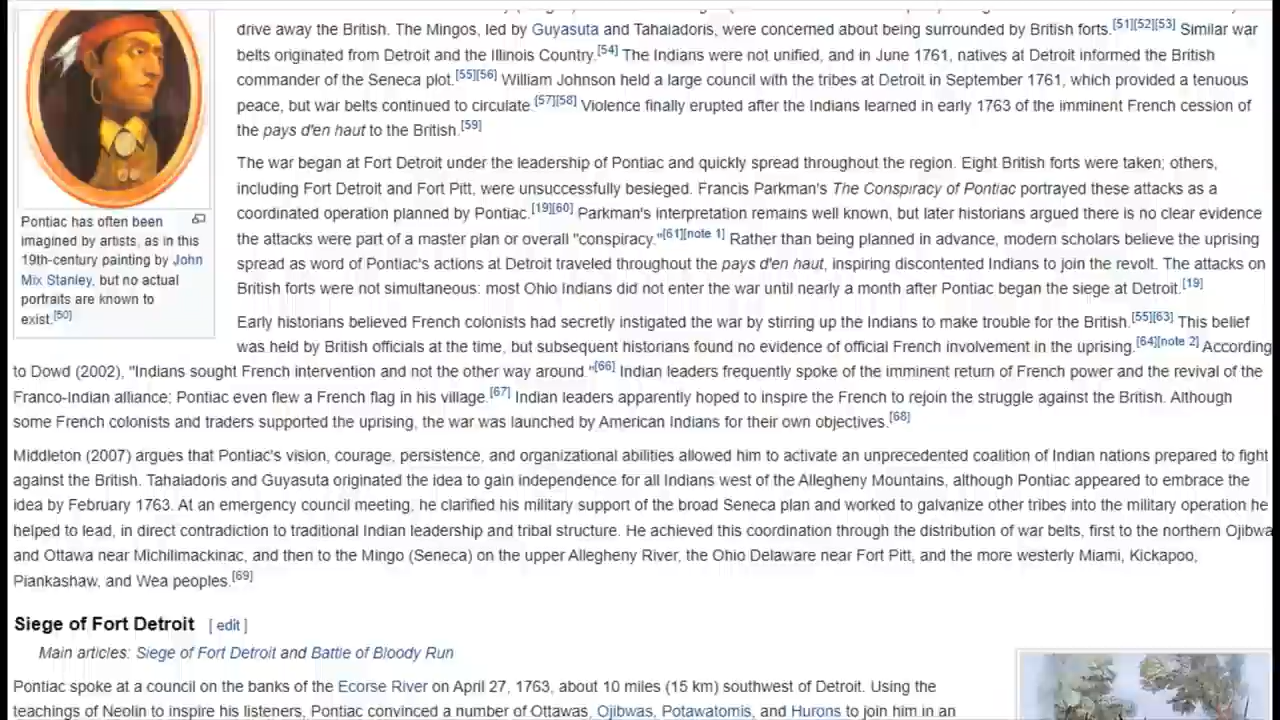 drive away the British. The Mingos, led by Guyasuta and Tahaiadoris, were concerned about being surrounded by British forts.[51][52][53] Similar war
belts originated from Detroit and the Illinois Country.[54] The Indians were not unified, and in June 1761, natives at Detroit informed the British
commander of the Seneca plot.[55][56] William Johnson held a large council with the tribes at Detroit in September 1761, which provided a tenuous
peace, but war belts continued to circulate.[57][58] Violence finally erupted after the Indians learned in early 1763 of the imminent French cession of
the pays d'en haut to the British.[59]
The war began at Fort Detroit under the leadership of Pontiac and quickly spread throughout the region. Eight British forts were taken; others,
including Fort Detroit and Fort Pitt, were unsuccessfully besieged. Francis Parkman's The Conspiracy of Pontiac portrayed these attacks as a
coordinated operation planned by Pontiac.[19][60] Parkman's interpretation remains well known, but later historians argued there is no clear evidence
the attacks were part of a master plan or overall "conspiracy."[61][note 1] Rather than being planned in advance, modern scholars believe the uprising
spread as word of Pontiac's actions at Detroit traveled throughout the pays d'en haut, inspiring discontented Indians to join the revolt. The attacks on
British forts were not simultaneous: most Ohio Indians did not enter the war until nearly a month after Pontiac began the siege at Detroit.[19]
Pontiac has often been
imagined by artists, as in this
19th-century painting by John
Mix Stanley, but no actual
portraits are known to
exist.[50]
Early historians believed French colonists had secretly instigated the war by stirring up the Indians to make trouble for the British.[55][63] This belief
was held by British officials at the time, but subsequent historians found no evidence of official French involvement in the uprising.[64][note 2] According
to Dowd (2002), "Indians sought French intervention and not the other way around."[66] Indian leaders frequently spoke of the imminent return of French power and the revival of the
Franco-Indian alliance; Pontiac even flew a French flag in his village.[67] Indian leaders apparently hoped to inspire the French to rejoin the struggle against the British. Although
some French colonists and traders supported the uprising, the war was launched by American Indians for their own objectives.[68]
Middleton (2007) argues that Pontiac's vision, courage, persistence, and organizational abilities allowed him to activate an unprecedented coalition of Indian nations prepared to fight
against the British. Tahaiadoris and Guyasuta originated the idea to gain independence for all Indians west of the Allegheny Mountains, although Pontiac appeared to embrace the
idea by February 1763. At an emergency council meeting, he clarified his military support of the broad Seneca plan and worked to galvanize other tribes into the military operation he
helped to lead, in direct contradiction to traditional Indian leadership and tribal structure. He achieved this coordination through the distribution of war belts, first to the northern Ojibwa
and Ottawa near Michilimackinac, and then to the Mingo (Seneca) on the upper Allegheny River, the Ohio Delaware near Fort Pitt, and the more westerly Miami, Kickapoo,
Piankashaw, and Wea peoples.[69]
Siege of Fort Detroit [ edit ]
Main articles: Siege of Fort Detroit and Battle of Bloody Run
Pontiac spoke at a council on the banks of the Ecorse River on April 27, 1763, about 10 miles (15 km) southwest of Detroit. Using the
teachings of Neolin to inspire his listeners, Pontiac convinced a number of Ottawas, Ojibwas, Potawatomis, and Hurons to join him in an